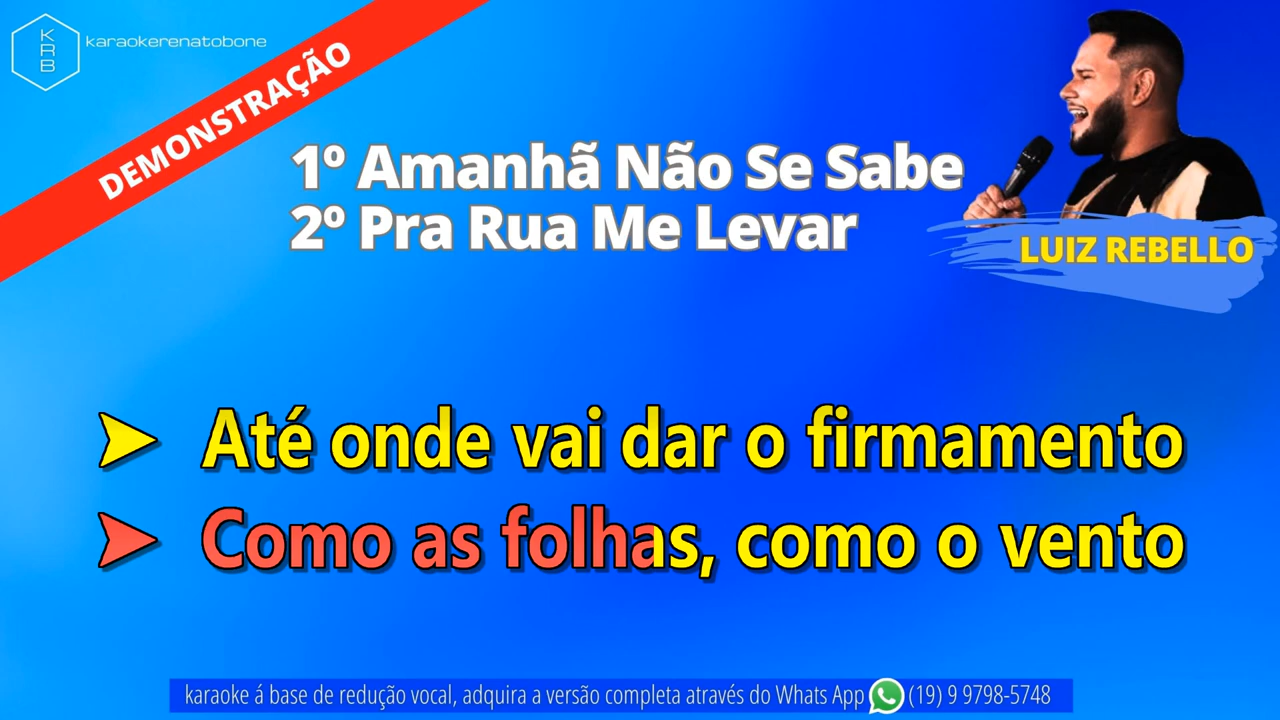 KRB
karaokerenatobone
DEMONSTRAÇÃO
1º Amanhã Não Se Sabe
2º Pra Rua Me Levar
LUIZ REBELLO
➤ Até onde vai dar o firmamento
➤ Como as folhas, como o vento
karaoke á base de redução vocal, adquira a versão completa através do Whats App (19) 9 9798-5748